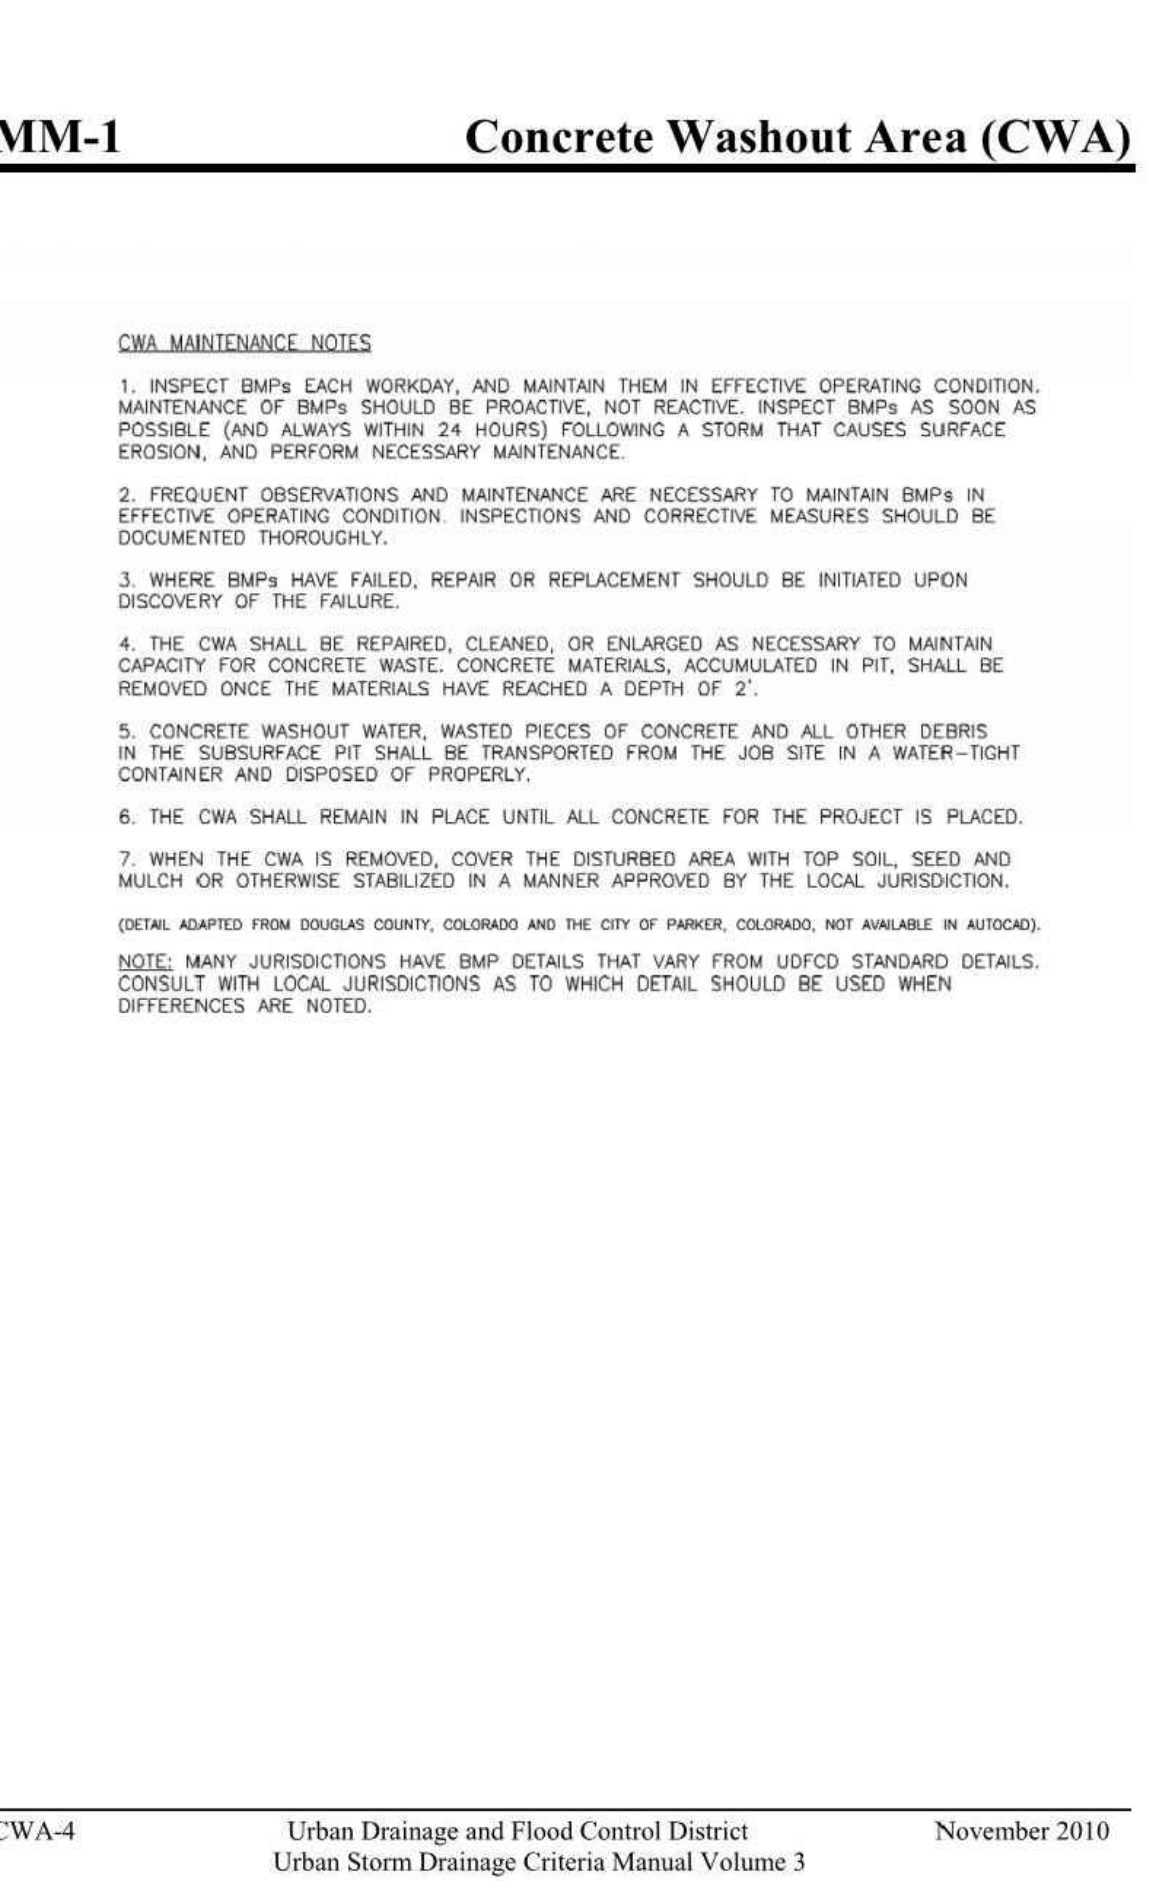 MM-1 Concrete Washout Area (CWA)
CWA MAINTENANCE NOTES
1. INSPECT BMPs EACH WORKDAY, AND MAINTAIN THEM IN EFFECTIVE OPERATING CONDITION.
MAINTENANCE OF BMPs SHOULD BE PROACTIVE, NOT REACTIVE. INSPECT BMPs AS SOON AS
POSSIBLE (AND ALWAYS WITHIN 24 HOURS) FOLLOWING A STORM THAT CAUSES SURFACE
EROSION, AND PERFORM NECESSARY MAINTENANCE.
2. FREQUENT OBSERVATIONS AND MAINTENANCE ARE NECESSARY TO MAINTAIN BMPs IN
EFFECTIVE OPERATING CONDITION. INSPECTIONS AND CORRECTIVE MEASURES SHOULD BE
DOCUMENTED THOROUGHLY.
3. WHERE BMPs HAVE FAILED, REPAIR OR REPLACEMENT SHOULD BE INITIATED UPON
DISCOVERY OF THE FAILURE.
4. THE CWA SHALL BE REPAIRED, CLEANED, OR ENLARGED AS NECESSARY TO MAINTAIN
CAPACITY FOR CONCRETE WASTE. CONCRETE MATERIALS, ACCUMULATED IN PIT, SHALL BE
REMOVED ONCE THE MATERIALS HAVE REACHED A DEPTH OF 2'.
5. CONCRETE WASHOUT WATER, WASTED PIECES OF CONCRETE AND ALL OTHER DEBRIS
IN THE SUBSURFACE PIT SHALL BE TRANSPORTED FROM THE JOB SITE IN A WATER-TIGHT
CONTAINER AND DISPOSED OF PROPERLY.
6. THE CWA SHALL REMAIN IN PLACE UNTIL ALL CONCRETE FOR THE PROJECT IS PLACED.
7. WHEN THE CWA IS REMOVED, COVER THE DISTURBED AREA WITH TOP SOIL, SEED AND
MULCH OR OTHERWISE STABILIZED IN A MANNER APPROVED BY THE LOCAL JURISDICTION.
(DETAIL ADAPTED FROM DOUGLAS COUNTY, COLORADO AND THE CITY OF PARKER, COLORADO, NOT AVAILABLE IN AUTOCAD).
NOTE: MANY JURISDICTIONS HAVE BMP DETAILS THAT VARY FROM UDFCD STANDARD DETAILS.
CONSULT WITH LOCAL JURISDICTIONS AS TO WHICH DETAIL SHOULD BE USED WHEN
DIFFERENCES ARE NOTED.
CWA-4 Urban Drainage and Flood Control District November 2010
Urban Storm Drainage Criteria Manual Volume 3